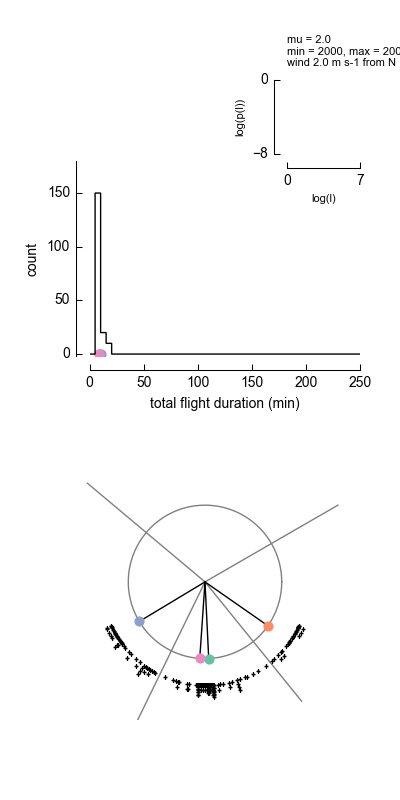 mu = 2.0
min = 2000, max = 200
wind 2.0 m s-1 from N
0
log(p(l))
−8
0 7
log(l)
150
100
50
0
count
0 50 100 150 200 250
total flight duration (min)